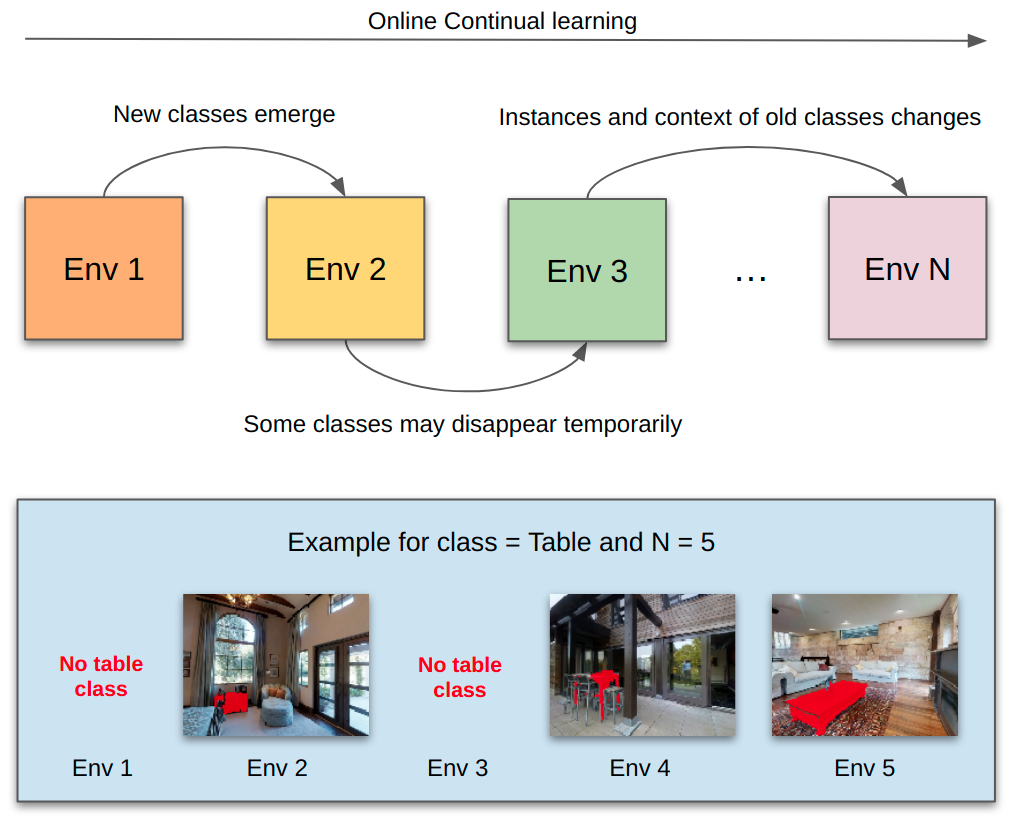 Online Continual learning
New classes emerge
Instances and context of old classes changes
Env 1
Env 2
Env 3
...
Env N
Some classes may disappear temporarily
Example for class = Table and N = 5
No table
class
No table
class
Env 1
Env 2
Env 3
Env 4
Env 5